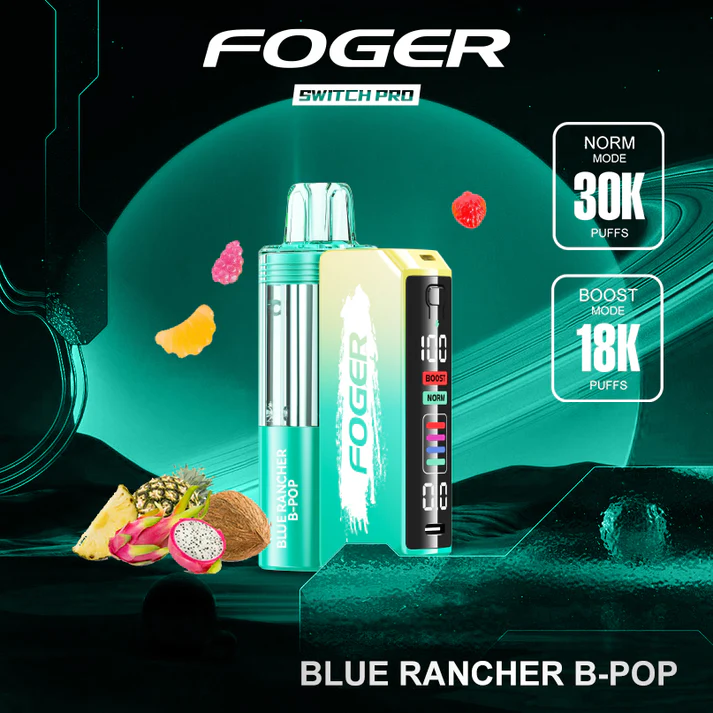 FOGER
SWITCH PRO
NORM
MODE
30K
PUFFS
BOOST
MODE
18K
PUFFS
FOGER
BOOST
NORM
BLUE RANCHER
B-POP
BLUE RANCHER B-POP